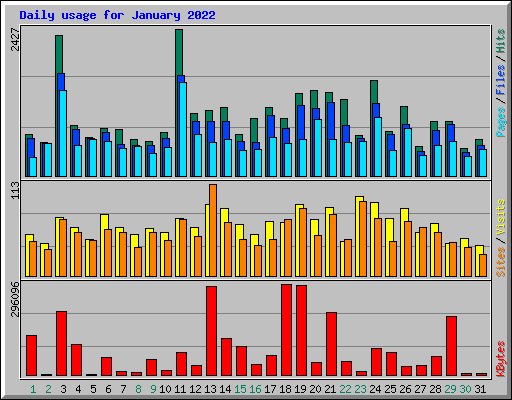 Daily usage for January 2022
2427
Pages / Files / Hits
113
Sites / Visits
296096
KBytes
1 2 3 4 5 6 7 8 9 10 11 12 13 14 15 16 17 18 19 20 21 22 23 24 25 26 27 28 29 30 31